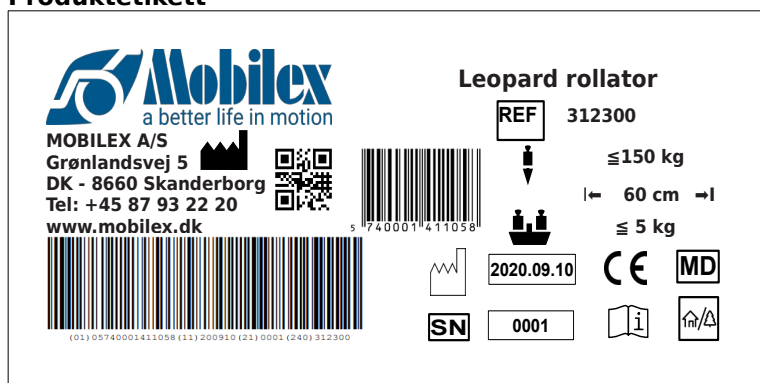 Produktetikett
Mobilex
a better life in motion
MOBILEX A/S
Grønlandsvej 5
DK - 8660 Skanderborg
Tel: +45 87 93 22 20
www.mobilex.dk
(01)05740001411058(11)200910(21)0001(240)312300
5 740001 411058
Leopard rollator
REF 312300
≦150 kg
60 cm
≦ 5 kg
2020.09.10 CE MD
SN 0001 i